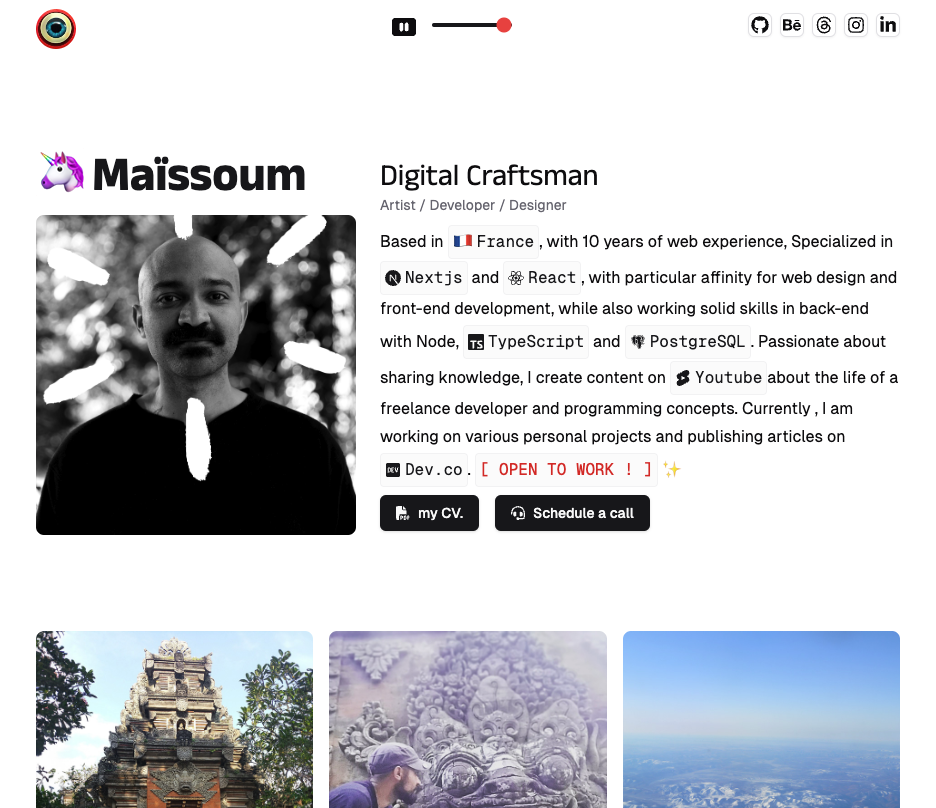 Bē
Maïssoum
Digital Craftsman
Artist / Developer / Designer
Based in 🇫🇷 France , with 10 years of web experience, Specialized in
Nextjs and React , with particular affinity for web design and
front-end development, while also working solid skills in back-end
with Node, TS TypeScript and PostgreSQL . Passionate about
sharing knowledge, I create content on Youtube about the life of a
freelance developer and programming concepts. Currently , I am
working on various personal projects and publishing articles on
DEV Dev.co . [ OPEN TO WORK ! ] ✨
PDF my CV. Schedule a call